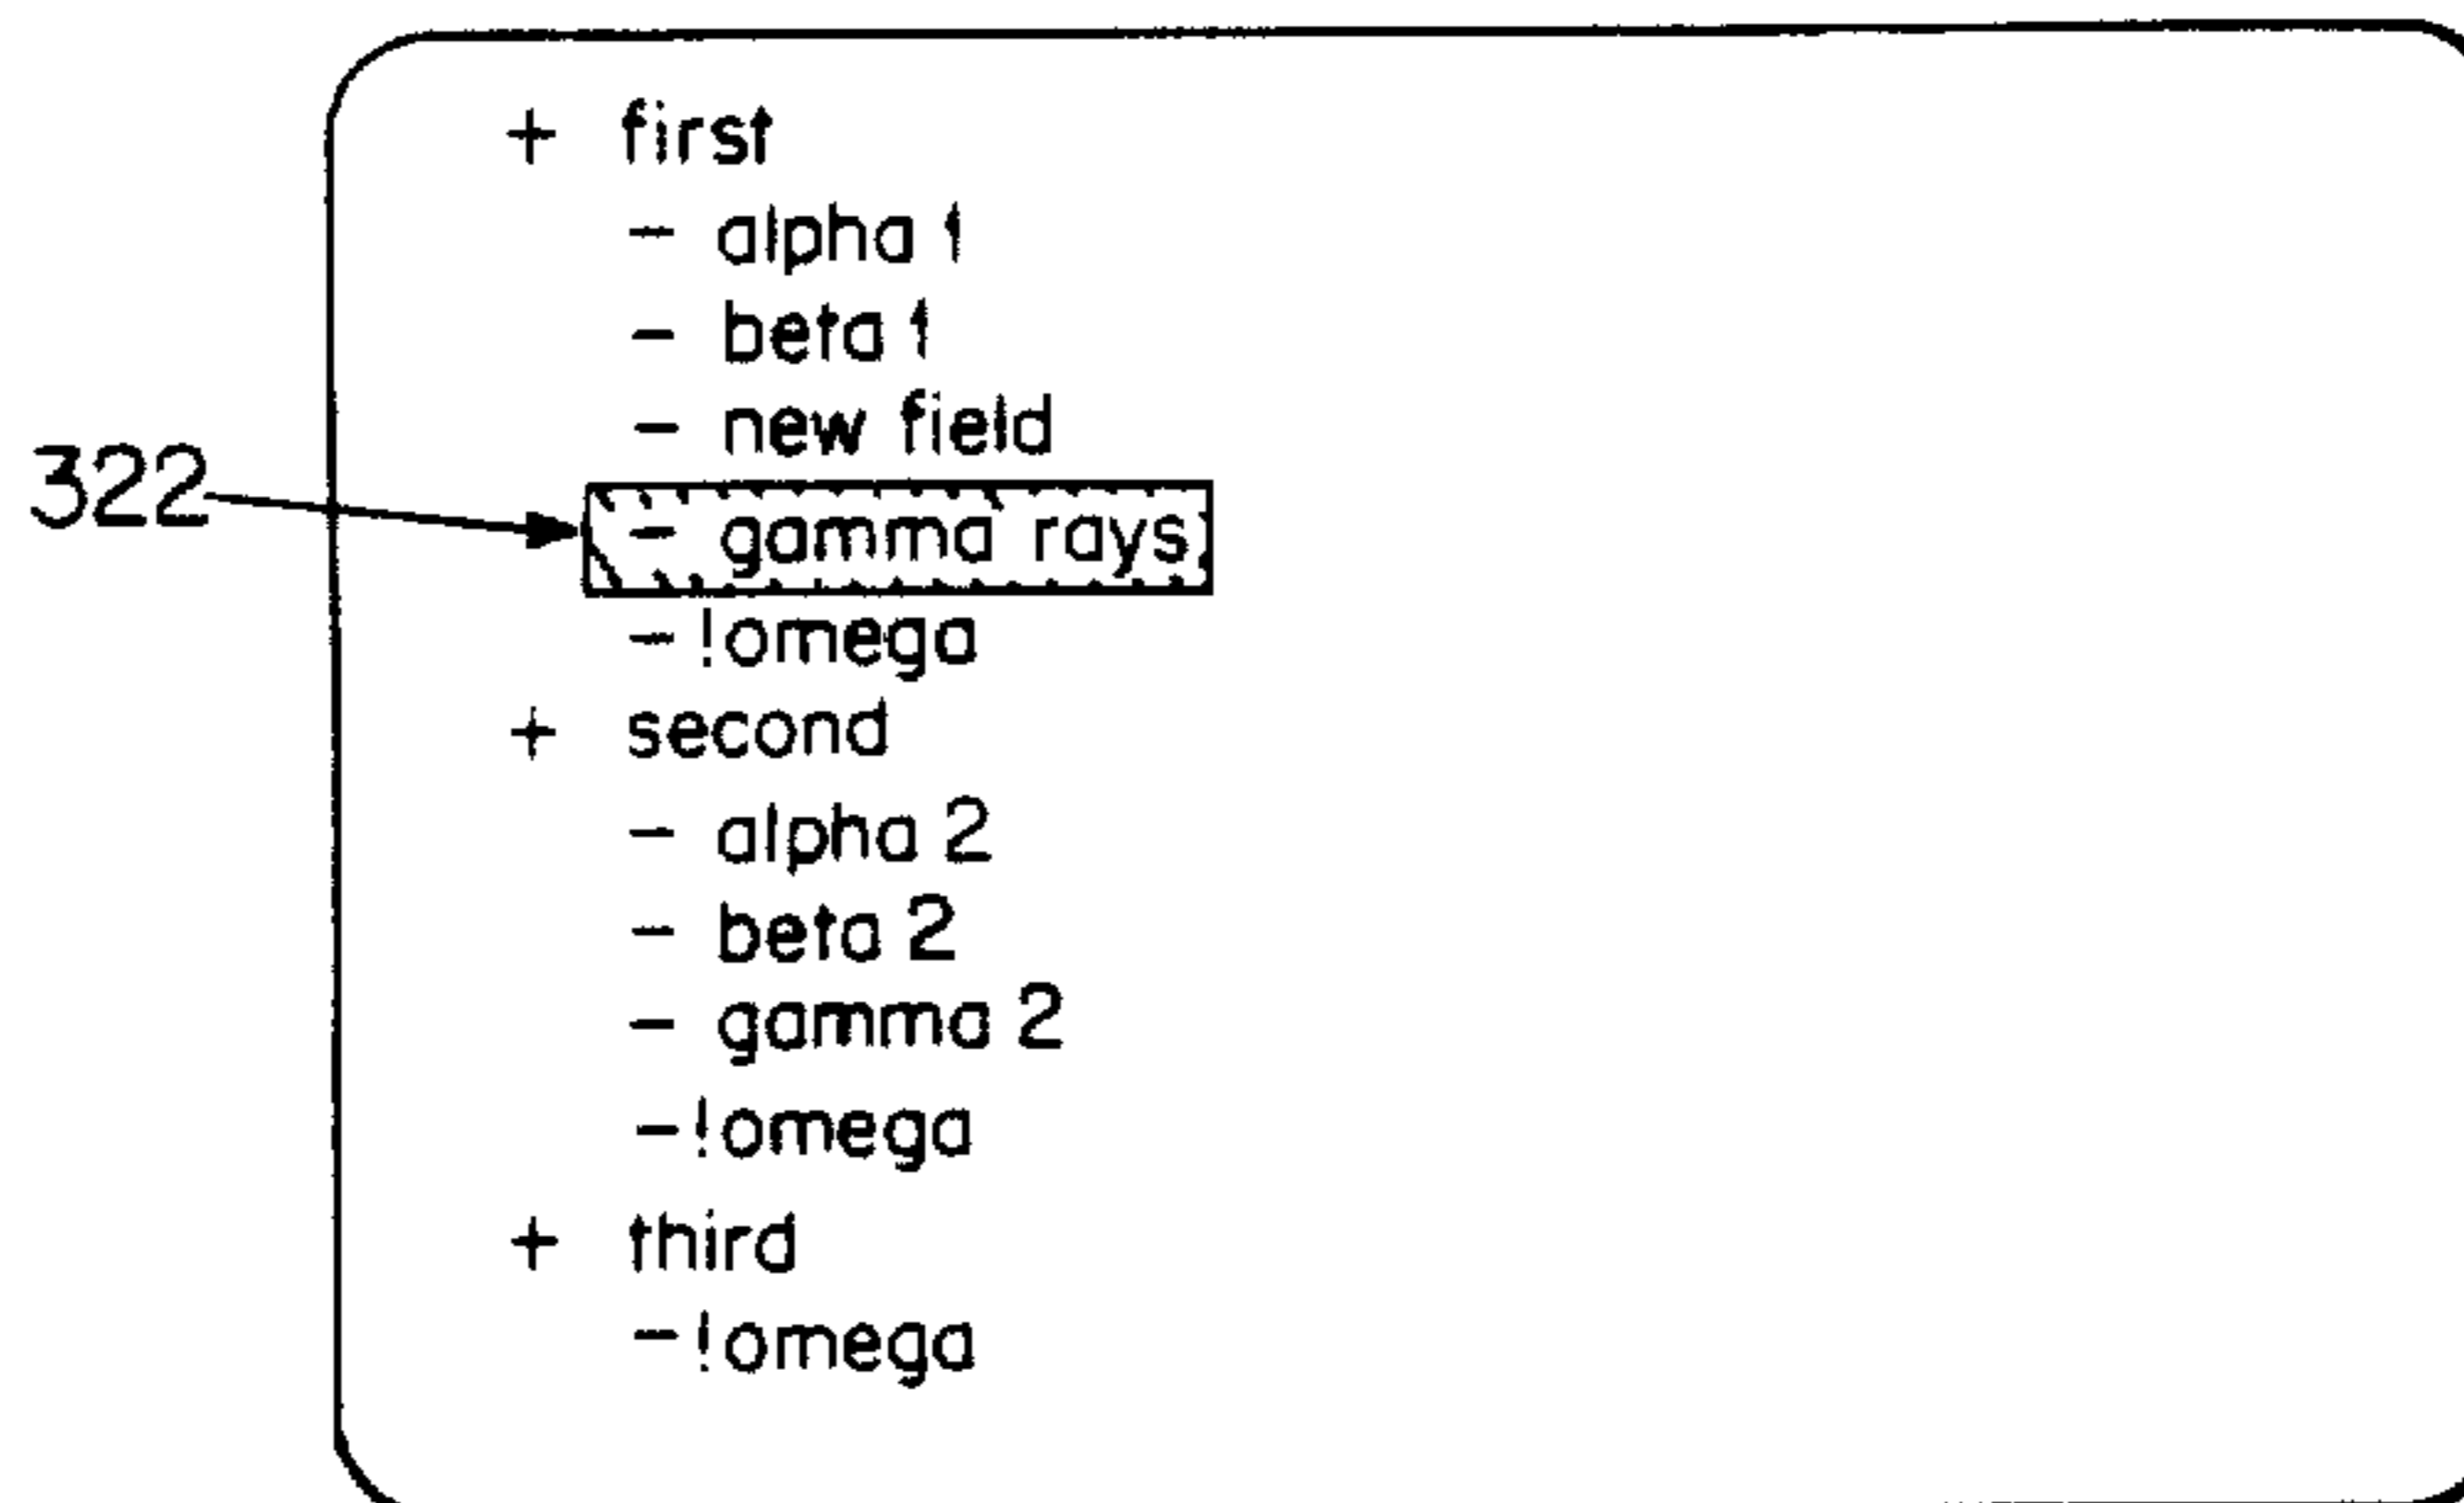 + first
- alpha 1
- beta 1
- new field
322
- gamma rays
-!omega
+ second
- alpha 2
- beta 2
- gamma 2
-!omega
+ third
-!omega